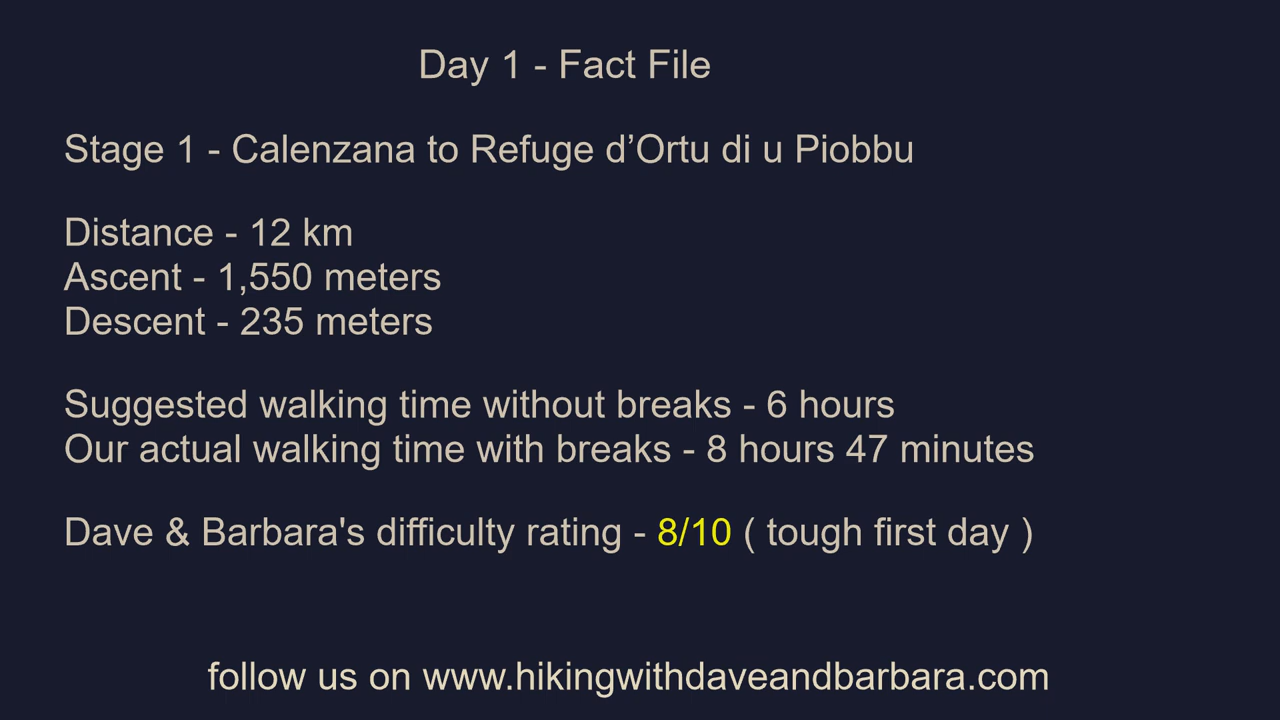 Day 1 - Fact File
Stage 1 - Calenzana to Refuge d’Ortu di u Piobbu
Distance - 12 km
Ascent - 1,550 meters
Descent - 235 meters
Suggested walking time without breaks - 6 hours
Our actual walking time with breaks - 8 hours 47 minutes
Dave & Barbara's difficulty rating - 8/10 ( tough first day )
follow us on www.hikingwithdaveandbarbara.com